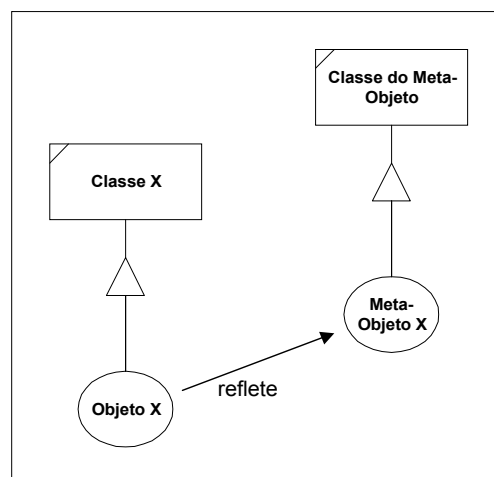 Classe do Meta-
Objeto
Classe X
Meta-
Objeto X
reflete
Objeto X